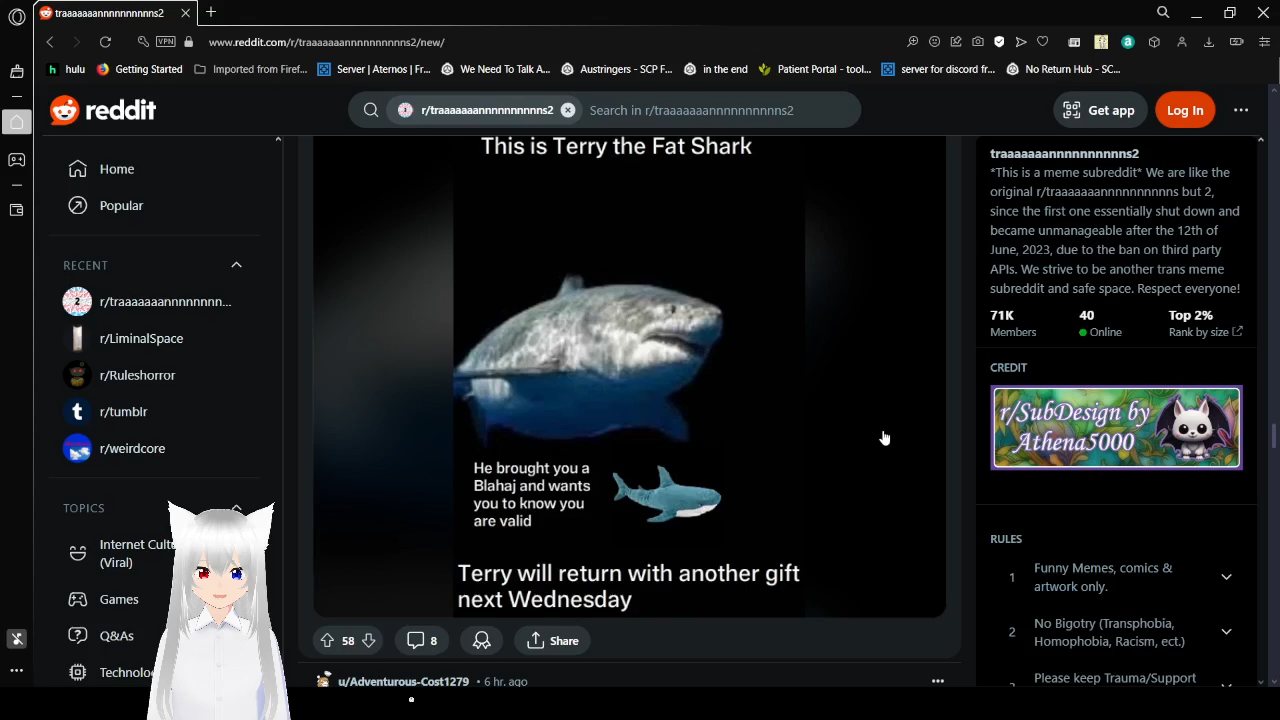 traaaaaaannnnnnnnnns2
VPN
www.reddit.com/r/traaaaaaannnnnnnnnns2/new/
hulu
Getting Started
Imported from Firef...
Server | Aternos | Fr...
We Need To Talk A...
Austringers - SCP F...
in the end
Patient Portal - tool...
server for discord fr...
No Return Hub - SC...
reddit
r/traaaaaaannnnnnnnnns2
Search in r/traaaaaaannnnnnnnnns2
Get app
Log In
Home
Popular
RECENT
r/traaaaaaannnnnnn...
r/LiminalSpace
r/Ruleshorror
r/tumblr
r/weirdcore
TOPICS
Internet Cultu
(Viral)
Games
Q&As
Technolo
This is Terry the Fat Shark
He brought you a
Blahaj and wants
you to know you
are valid
Terry will return with another gift
next Wednesday
58
8
Share
u/Adventurous-Cost1279 • 6 hr. ago
traaaaaaannnnnnnnnns2
*This is a meme subreddit* We are like the
original r/traaaaaaannnnnnnnnns but 2,
since the first one essentially shut down and
became unmanageable after the 12th of
June, 2023, due to the ban on third party
APIs. We strive to be another trans meme
subreddit and safe space. Respect everyone!
71K
Members
40
Online
Top 2%
Rank by size
CREDIT
r/SubDesign by
Athena5000
RULES
1
Funny Memes, comics &
artwork only.
2
No Bigotry (Transphobia,
Homophobia, Racism, ect.)
Please keep Trauma/Support